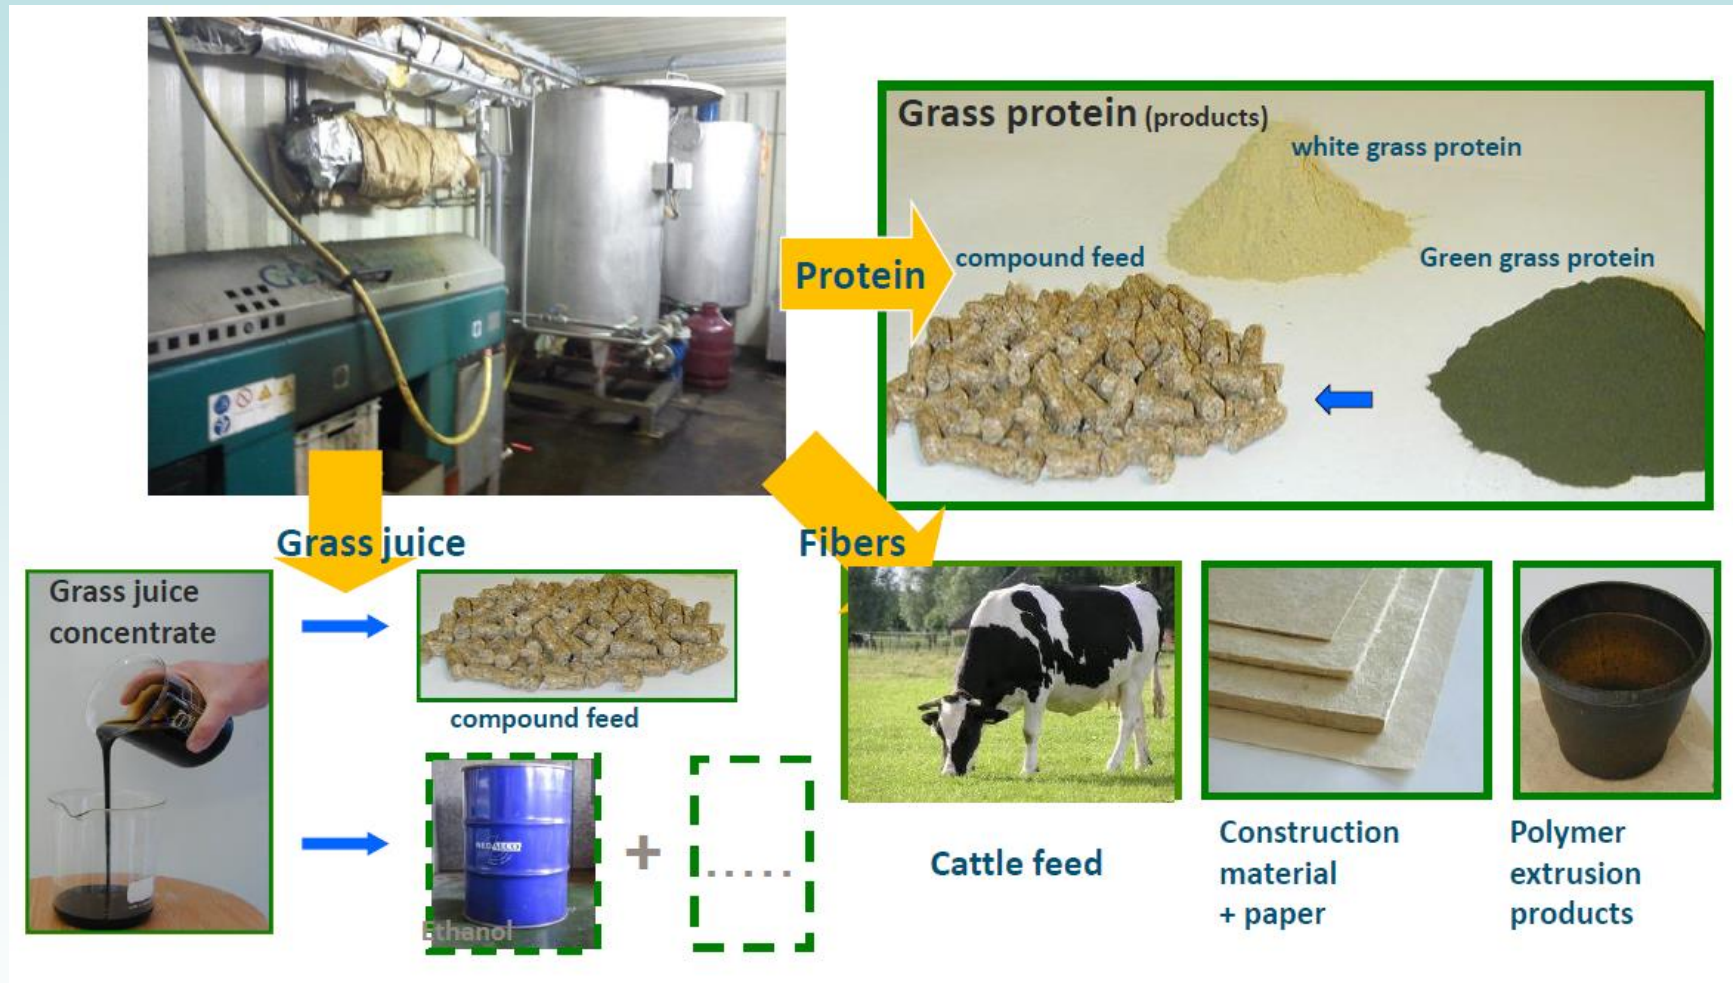 Grass protein (products)
white grass protein
compound feed
Green grass protein
Protein
Grass juice
Fibers
Grass juice
concentrate
compound feed
NEDALCO
Ethanol
+
.....
Cattle feed
Construction
material
+ paper
Polymer
extrusion
products